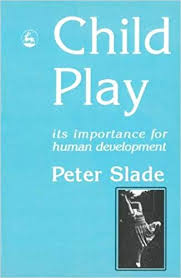 Child
Play
its importance for
human development
Peter Slade